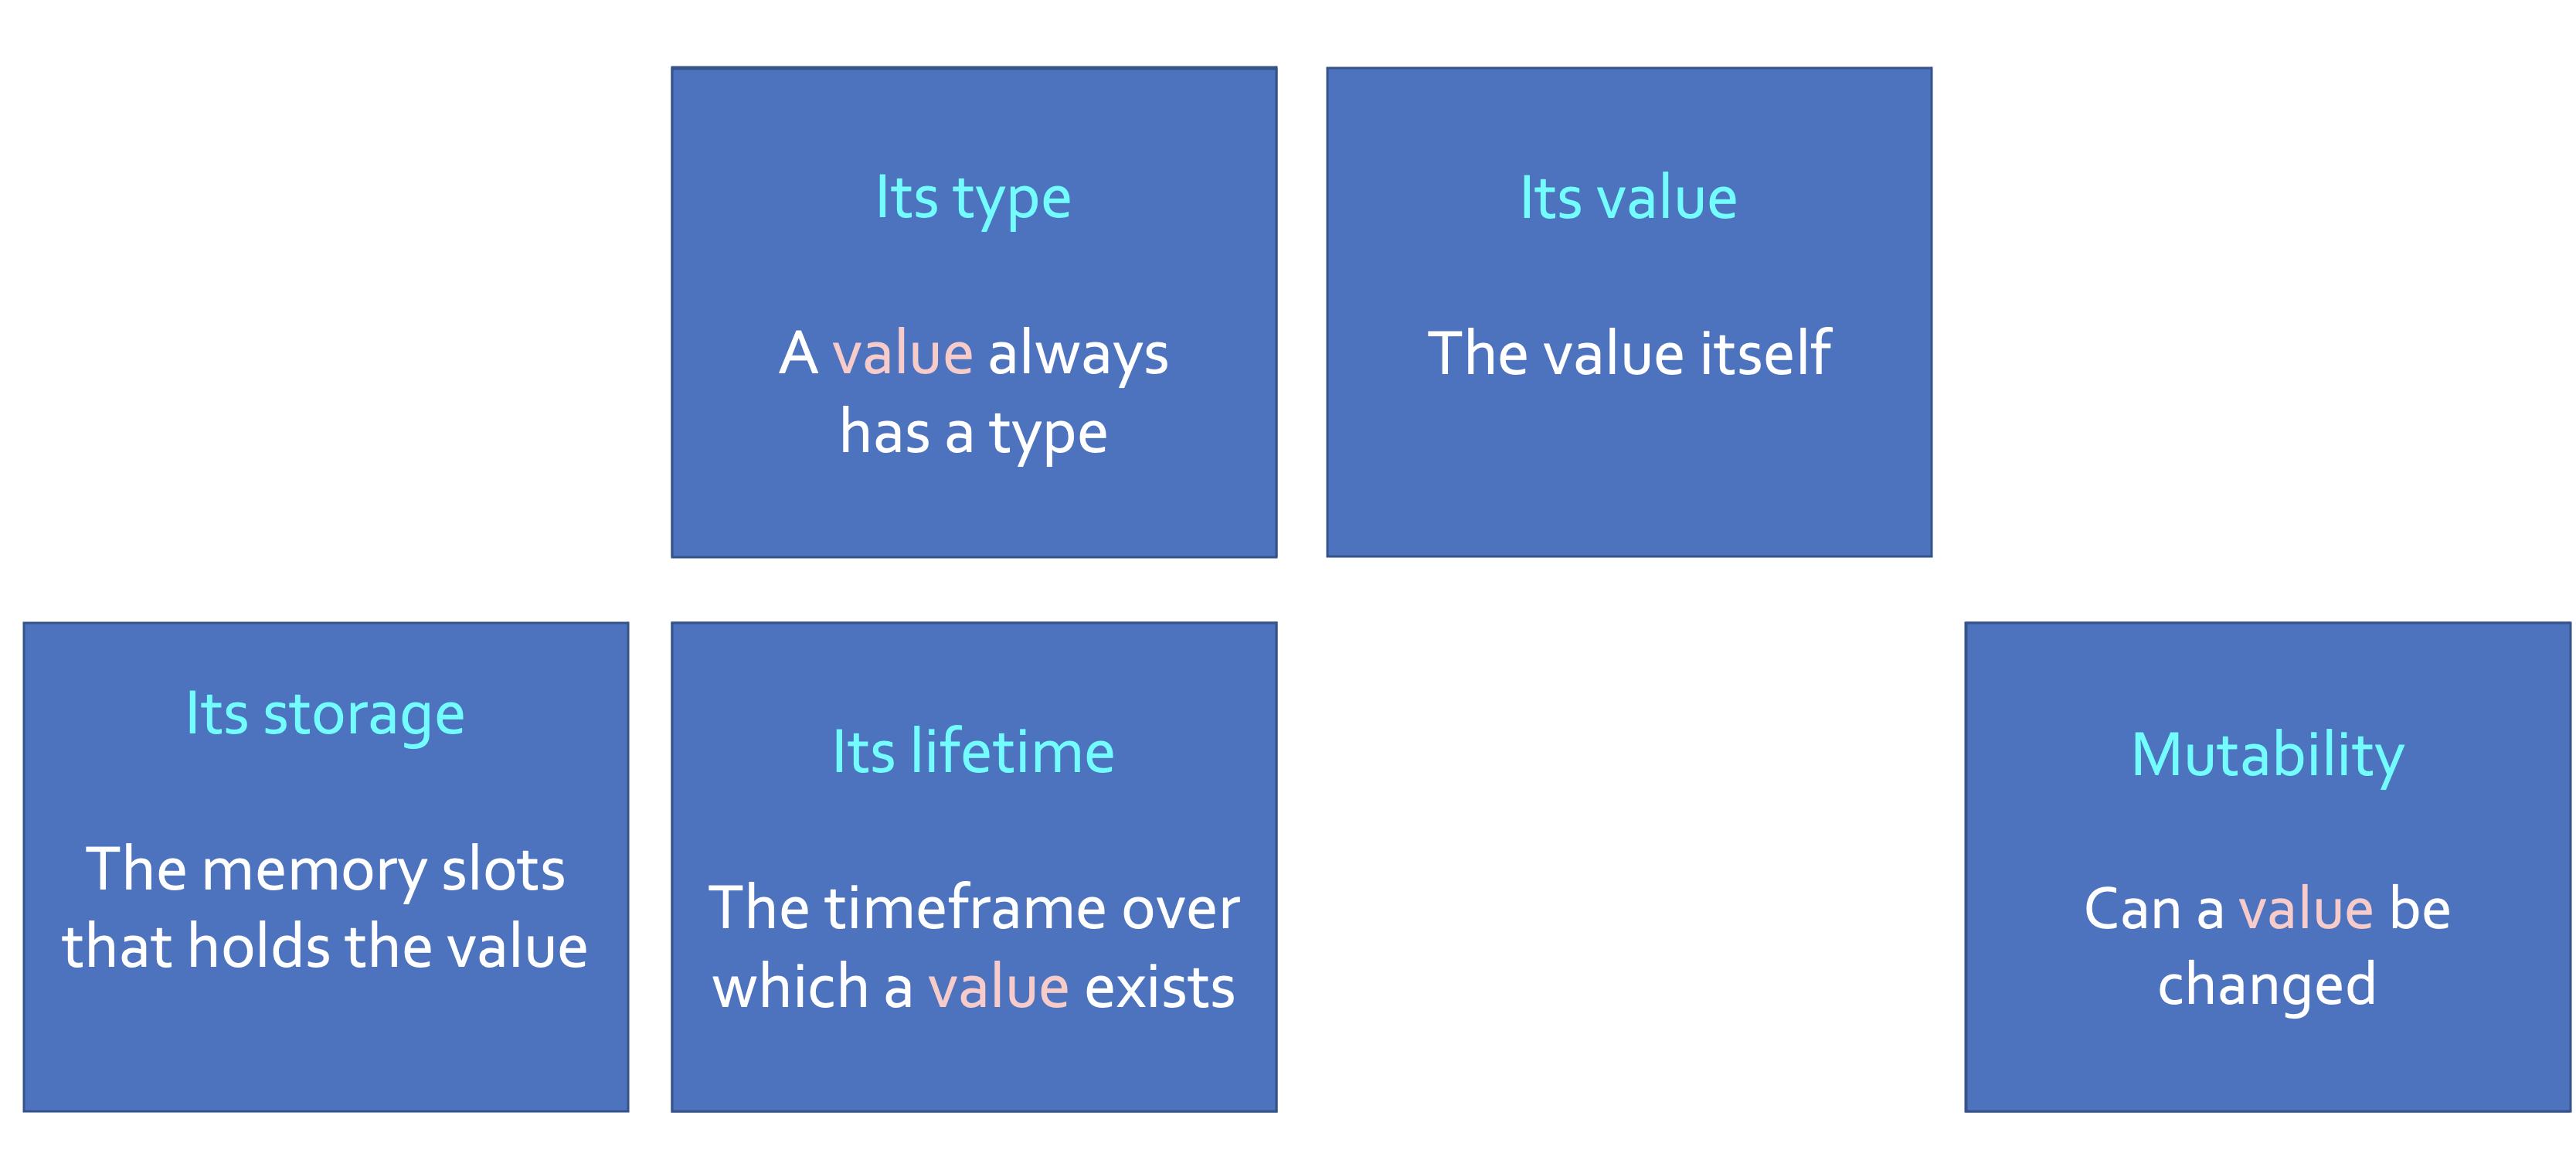 Its type
A value always
has a type
Its value
The value itself
Its storage
The memory slots
that holds the value
Its lifetime
The timeframe over
which a value exists
Mutability
Can a value be
changed